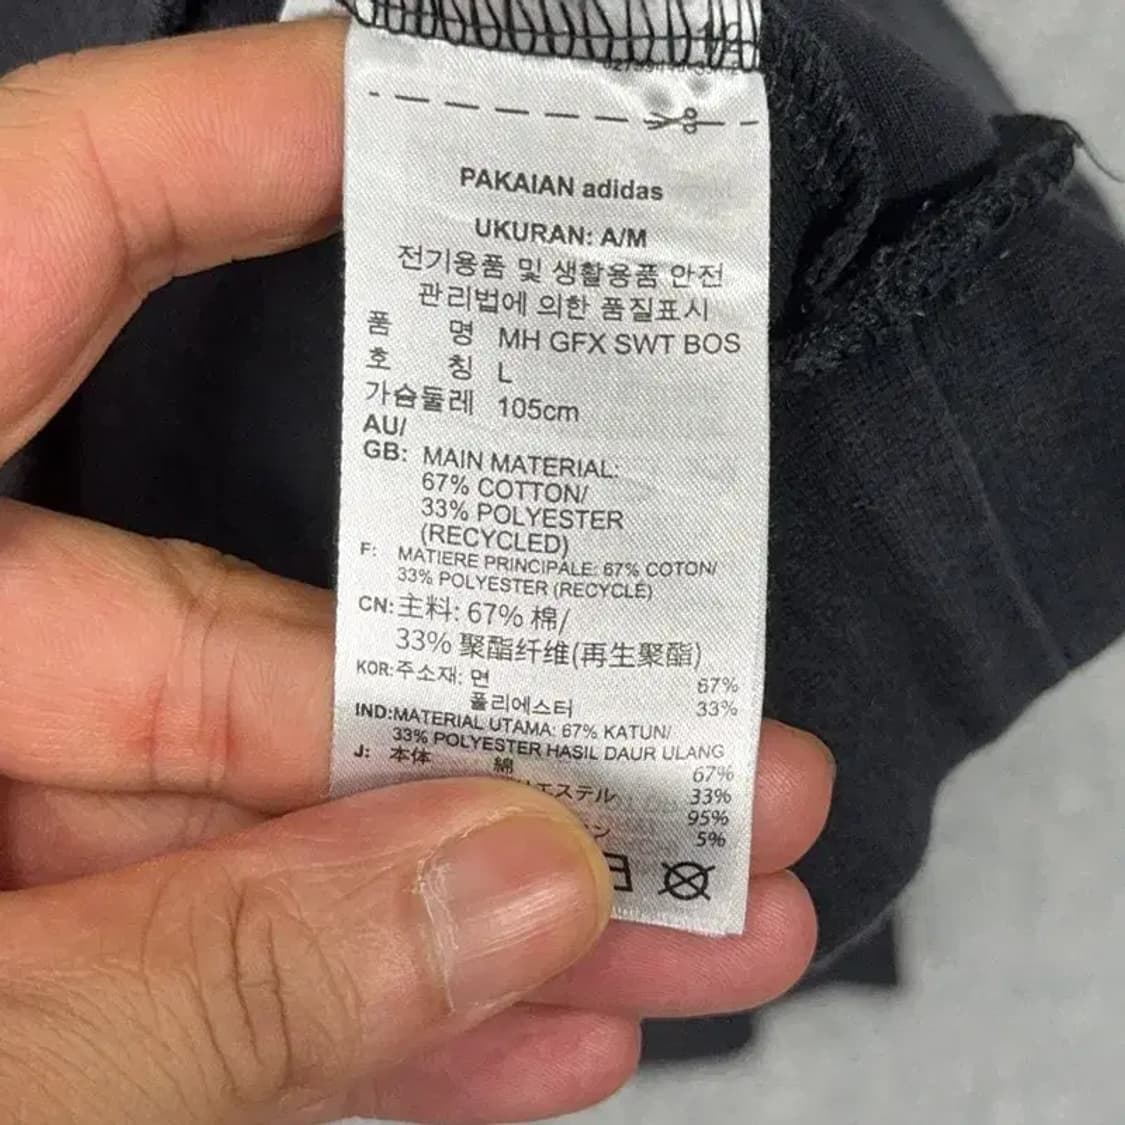 PAKAIAN adidas
UKURAN: A/M
전기용품 및 생활용품 안전
관리법에 의한 품질표시
품 명 MH GFX SWT BOS
호 칭 L
가슴둘레 105cm
AU/
GB: MAIN MATERIAL:
67% COTTON/
33% POLYESTER
(RECYCLED)
F: MATIERE PRINCIPALE: 67% COTON/
33% POLYESTER (RECYCLÉ)
CN: 主料: 67% 棉/
33% 聚酯纤维(再生聚酯)
KOR: 주소재: 면 67%
폴리에스터 33%
IND: MATERIAL UTAMA: 67% KATUN/
33% POLYESTER HASIL DAUR ULANG
J: 本体 綿 67%
エステル 33%
95%
ン 5%